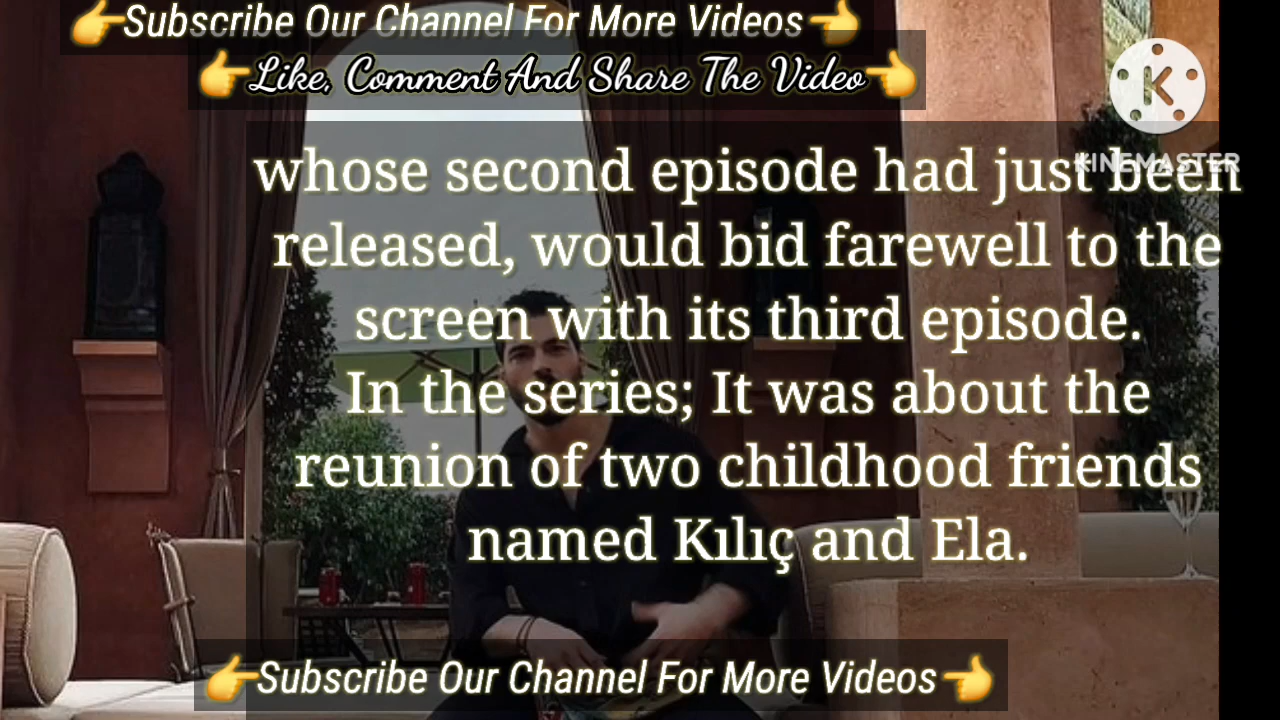 👉Subscribe Our Channel For More Videos👈
👉Like, Comment And Share The Video👈
K
KINEMASTER
whose second episode had just been
released, would bid farewell to the
screen with its third episode.
In the series; It was about the
reunion of two childhood friends
named Kılıç and Ela.
👉Subscribe Our Channel For More Videos👈